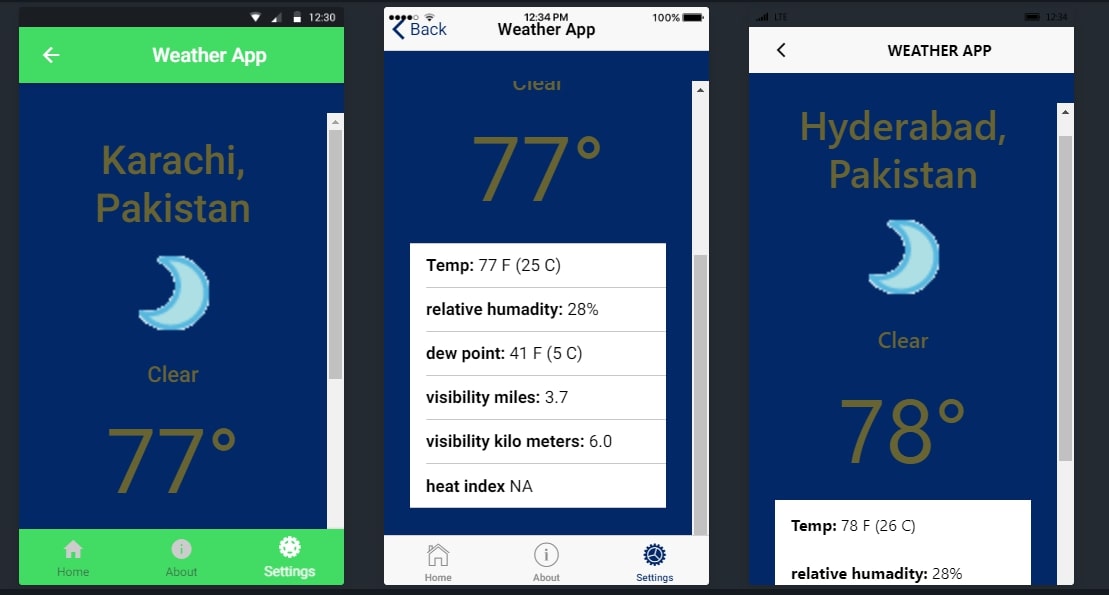 12:30
Weather App
Karachi,
Pakistan
Clear
77°
Home About Settings
12:34 PM 100%
Back Weather App
Clear
77°
Temp: 77 F (25 C)
relative humadity: 28%
dew point: 41 F (5 C)
visibility miles: 3.7
visibility kilo meters: 6.0
heat index NA
Home About Settings
LTE 12:34
WEATHER APP
Hyderabad,
Pakistan
Clear
78°
Temp: 78 F (26 C)
relative humadity: 28%